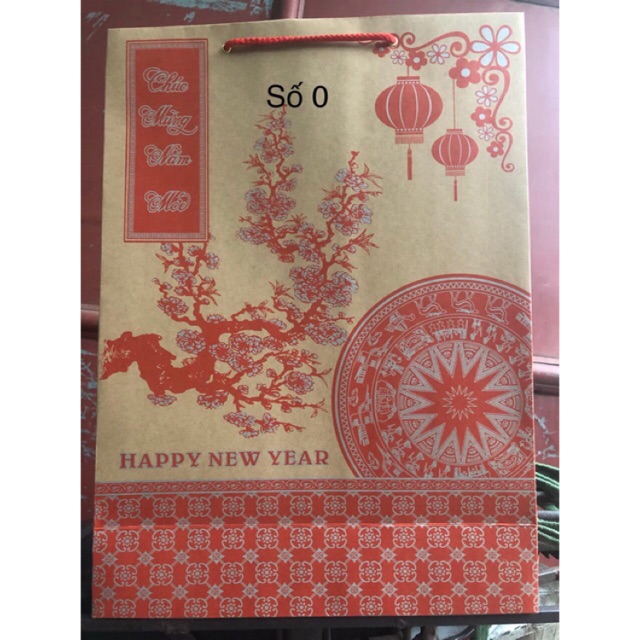 Số 0
Chúc
Mừng
Năm
Mới
HAPPY NEW YEAR